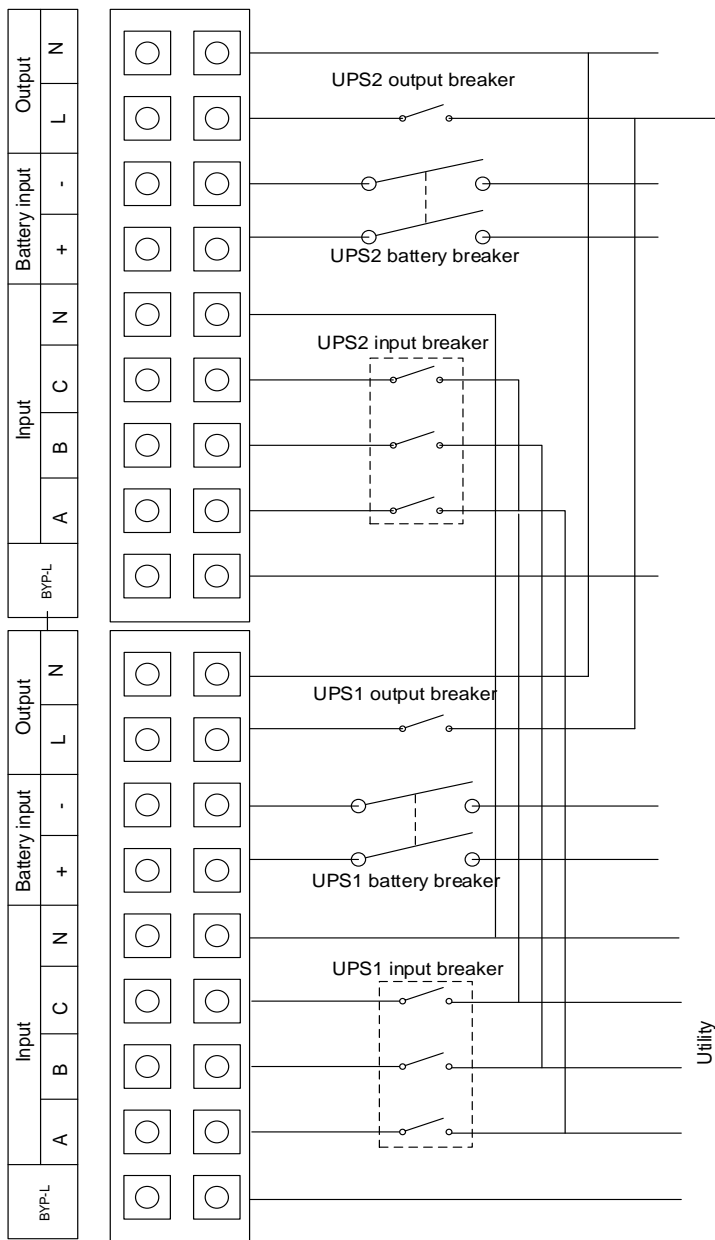 Output
N
L
UPS2 output breaker
Battery input
-
+
UPS2 battery breaker
Input
N
C
B
A
UPS2 input breaker
BYP-L
Output
N
L
UPS1 output breaker
Battery input
-
+
UPS1 battery breaker
Input
N
C
B
A
UPS1 input breaker
Utility
BYP-L